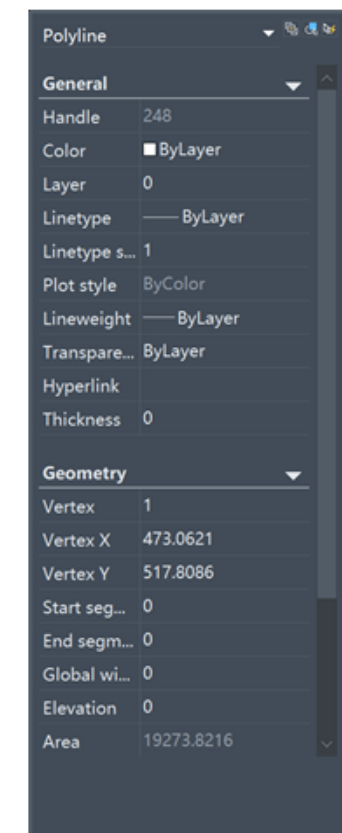 Polyline
General
Handle 248
Color ByLayer
Layer 0
Linetype ByLayer
Linetype s... 1
Plot style ByColor
Lineweight ByLayer
Transpare... ByLayer
Hyperlink
Thickness 0
Geometry
Vertex 1
Vertex X 473.0621
Vertex Y 517.8086
Start seg... 0
End segm... 0
Global wi... 0
Elevation 0
Area 19273.8216